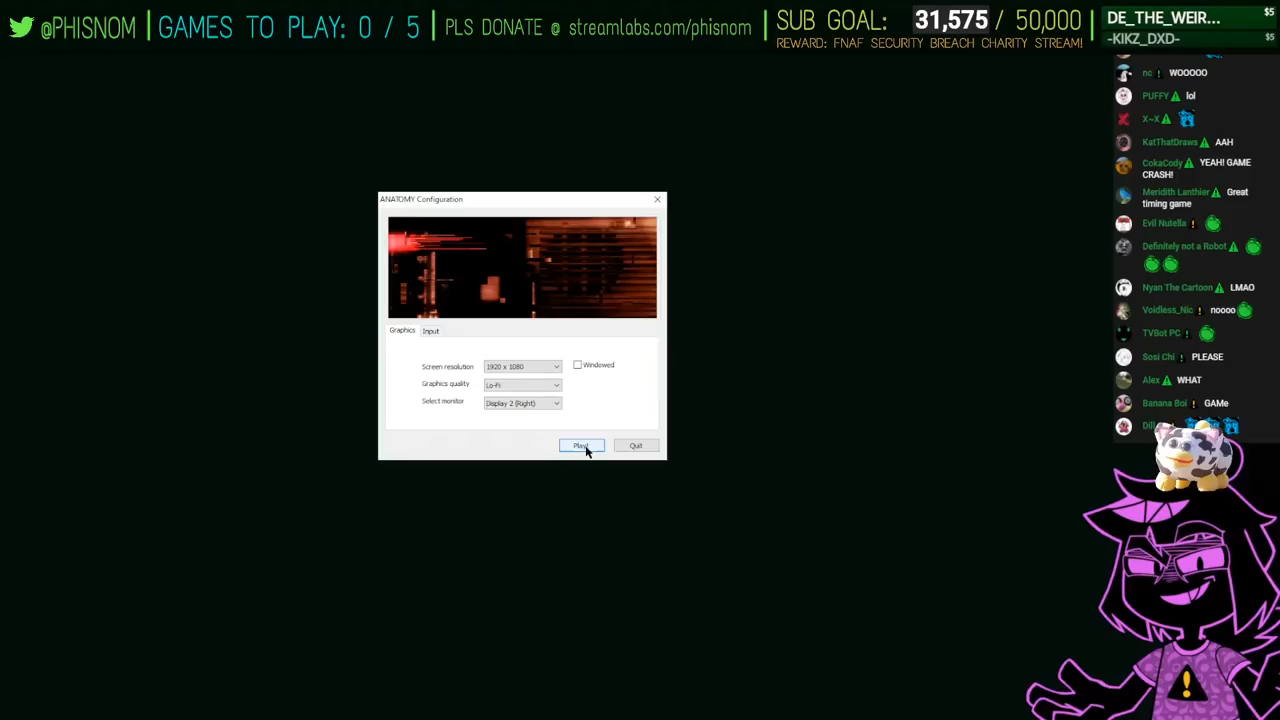 @PHISNOM
GAMES TO PLAY: 0 / 5
PLS DONATE @ streamlabs.com/phisnom
SUB GOAL: 31,575 / 50,000
REWARD: FNAF SECURITY BREACH CHARITY STREAM!
DE_THE_WEIR... $5
-KIKZ_DXD- $5
nc WOOOOO
PUFFY lol
X~X
KatThatDraws AAH
CokaCody YEAH! GAME
CRASH!
Meridith Lanthier Great
timing game
Evil Nutella
Definitely not a Robot
Nyan The Cartoon LMAO
Voidless_Nic noooo
TVBot PC
Sosi Chi PLEASE
Alex WHAT
Banana Boi GAMe
Dill
ANATOMY Configuration
Graphics Input
Screen resolution 1920 x 1080 Windowed
Graphics quality Lo-Fi
Select monitor Display 2 (Right)
Play! Quit